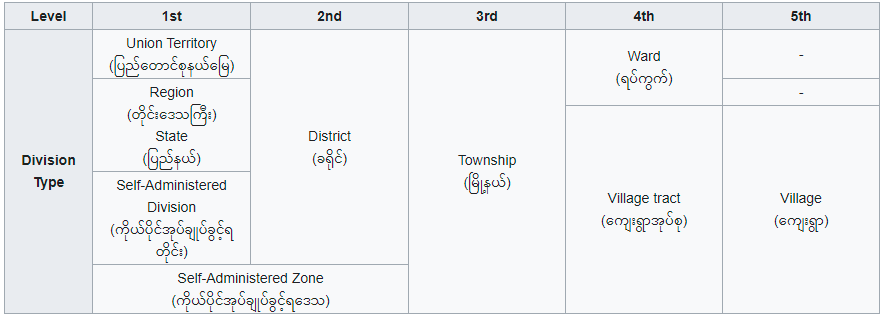 Level 1st 2nd 3rd 4th 5th
Division
Type
Union Territory
(ပြည်တောင်စုနယ်မြေ)
Region
(တိုင်းဒေသကြီး)
State
(ပြည်နယ်)
Self-Administered
Division
(ကိုယ်ပိုင်အုပ်ချုပ်ခွင့်ရ
တိုင်း)
Self-Administered Zone
(ကိုယ်ပိုင်အုပ်ချုပ်ခွင့်ရဒေသ)
District
(ခရိုင်)
Township
(မြို့နယ်)
Ward
(ရပ်ကွက်)
-
-
Village tract
(ကျေးရွာအုပ်စု)
Village
(ကျေးရွာ)